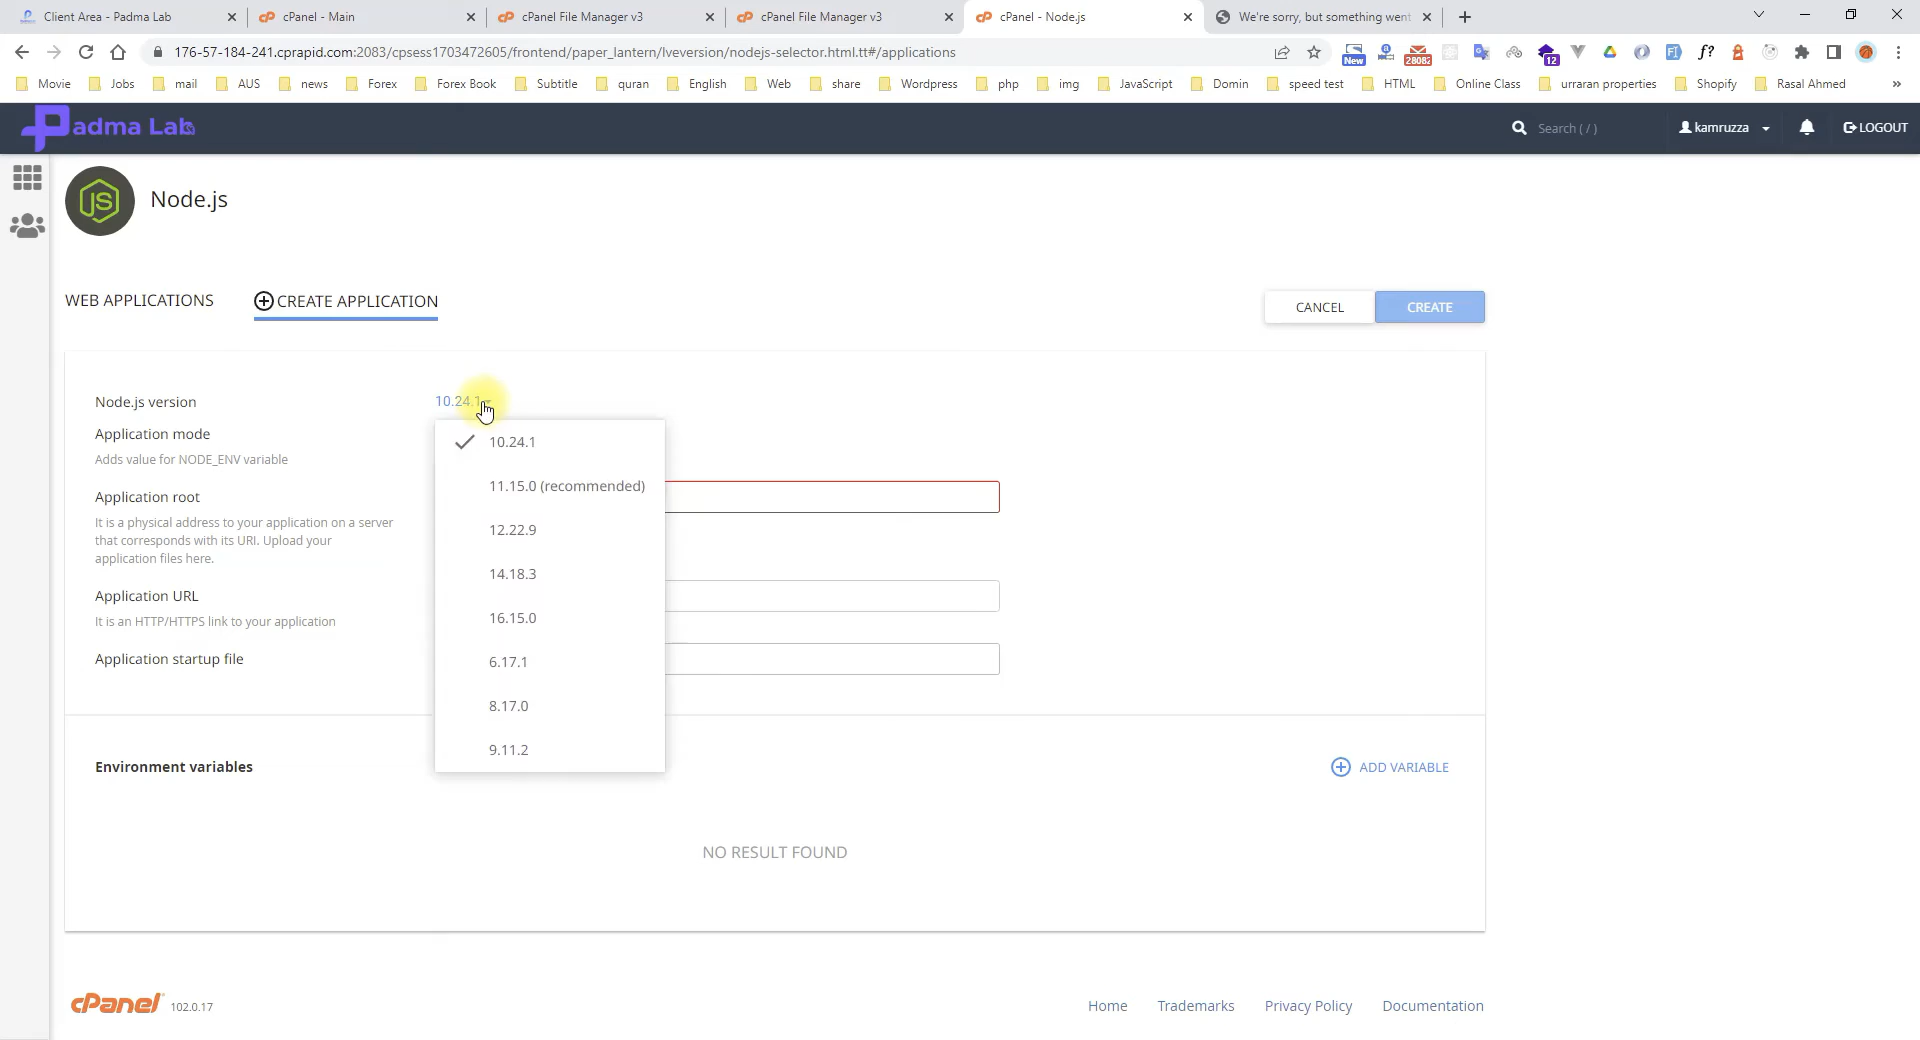 Client Area - Padma Lab
cPanel - Main
cPanel File Manager v3
cPanel File Manager v3
cPanel - Node.js
We're sorry, but something went
176-57-184-241.cprapid.com:2083/cpsess1703472605/frontend/paper_lantern/lveversion/nodejs-selector.html.tt#/applications
New
28082
12
f?
Movie
Jobs
mail
AUS
news
Forex
Forex Book
Subtitle
quran
English
Web
share
Wordpress
php
img
JavaScript
Domin
speed test
HTML
Online Class
urraran properties
Shopify
Rasal Ahmed
»
Padma Lab
Search ( / )
kamruzza
LOGOUT
JS
Node.js
WEB APPLICATIONS
CREATE APPLICATION
CANCEL
CREATE
Node.js version
10.24.1
Application mode
Adds value for NODE_ENV variable
Application root
It is a physical address to your application on a server
that corresponds with its URI. Upload your
application files here.
Application URL
It is an HTTP/HTTPS link to your application
Application startup file
10.24.1
11.15.0 (recommended)
12.22.9
14.18.3
16.15.0
6.17.1
8.17.0
9.11.2
Environment variables
ADD VARIABLE
NO RESULT FOUND
cPanel 102.0.17
Home
Trademarks
Privacy Policy
Documentation